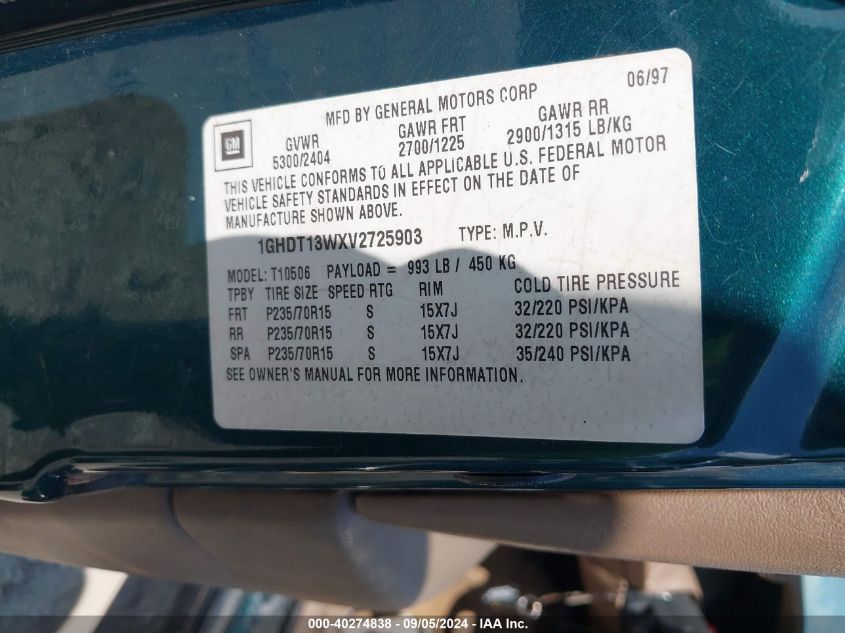 06/97
MFD BY GENERAL MOTORS CORP
GM
GVWR GAWR FRT GAWR RR
5300/2404 2700/1225 2900/1315 LB/KG
THIS VEHICLE CONFORMS TO ALL APPLICABLE U.S. FEDERAL MOTOR
VEHICLE SAFETY STANDARDS IN EFFECT ON THE DATE OF
MANUFACTURE SHOWN ABOVE.
1GHDT13WXV2725903 TYPE: M.P.V.
MODEL: T10506 PAYLOAD = 993 LB / 450 KG
TPBY TIRE SIZE SPEED RTG RIM COLD TIRE PRESSURE
FRT P235/70R15 S 15X7J 32/220 PSI/KPA
RR P235/70R15 S 15X7J 32/220 PSI/KPA
SPA P235/70R15 S 15X7J 35/240 PSI/KPA
SEE OWNER'S MANUAL FOR MORE INFORMATION.
000-40274838 - 09/05/2024 - IAA Inc.